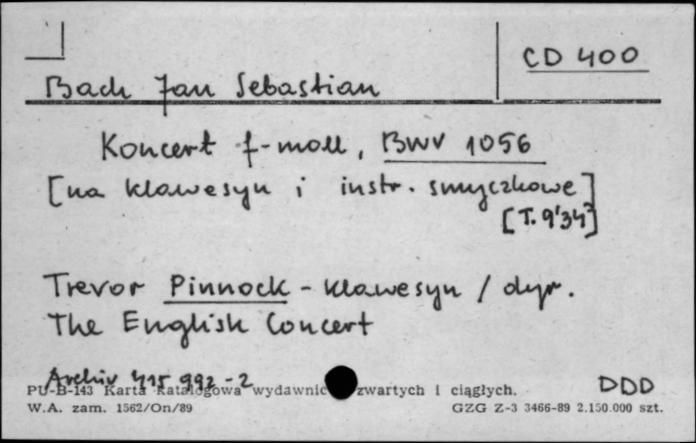 CD 400
Bach Jan Sebastian
Koncert f-moll, BWV 1056
[na klawesyn i instr. smyczkowe]
[T. 9'34"]
Trevor Pinnock - klawesyn / dyr.
The English Concert
Archiv 415 992-2
DDD
PU-B-143 Karta katalogowa wydawnic zwartych i ciągłych.
W.A. zam. 1562/On/89 GZG Z-3 3466-89 2.150.000 szt.